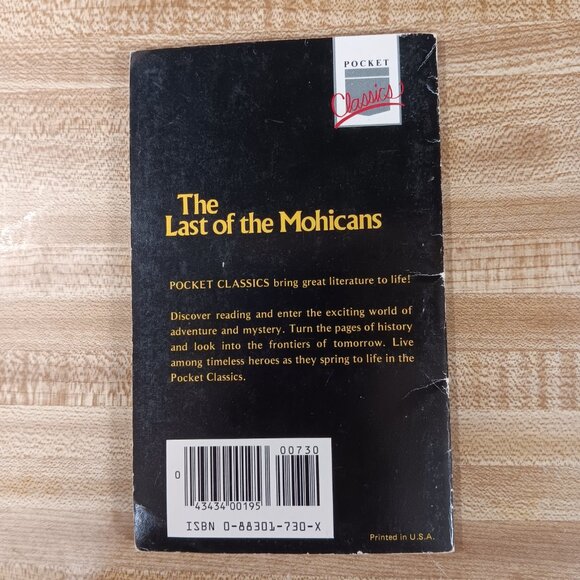 POCKET
Classics
The
Last of the Mohicans
POCKET CLASSICS bring great literature to life!
Discover reading and enter the exciting world of
adventure and mystery. Turn the pages of history
and look into the frontiers of tomorrow. Live
among timeless heroes as they spring to life in the
Pocket Classics.
00730
0
43434 00195
ISBN 0-88301-730-X
Printed in U.S.A.